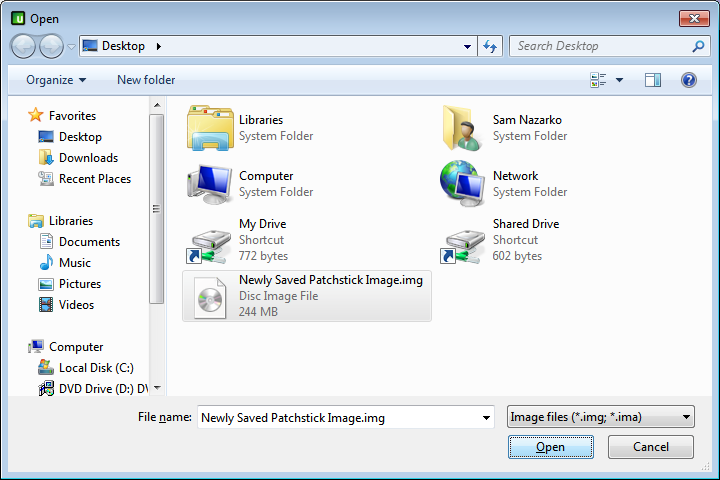 Open
Desktop
Search Desktop
Organize
New folder
Favorites
Desktop
Downloads
Recent Places
Libraries
Documents
Music
Pictures
Videos
Computer
Local Disk (C:)
DVD Drive (D:) DV
Libraries
System Folder
Sam Nazarko
System Folder
Computer
System Folder
Network
System Folder
My Drive
Shortcut
772 bytes
Shared Drive
Shortcut
602 bytes
Newly Saved Patchstick Image.img
Disc Image File
244 MB
File name:
Newly Saved Patchstick Image.img
Image files (*.img; *.ima)
Open
Cancel